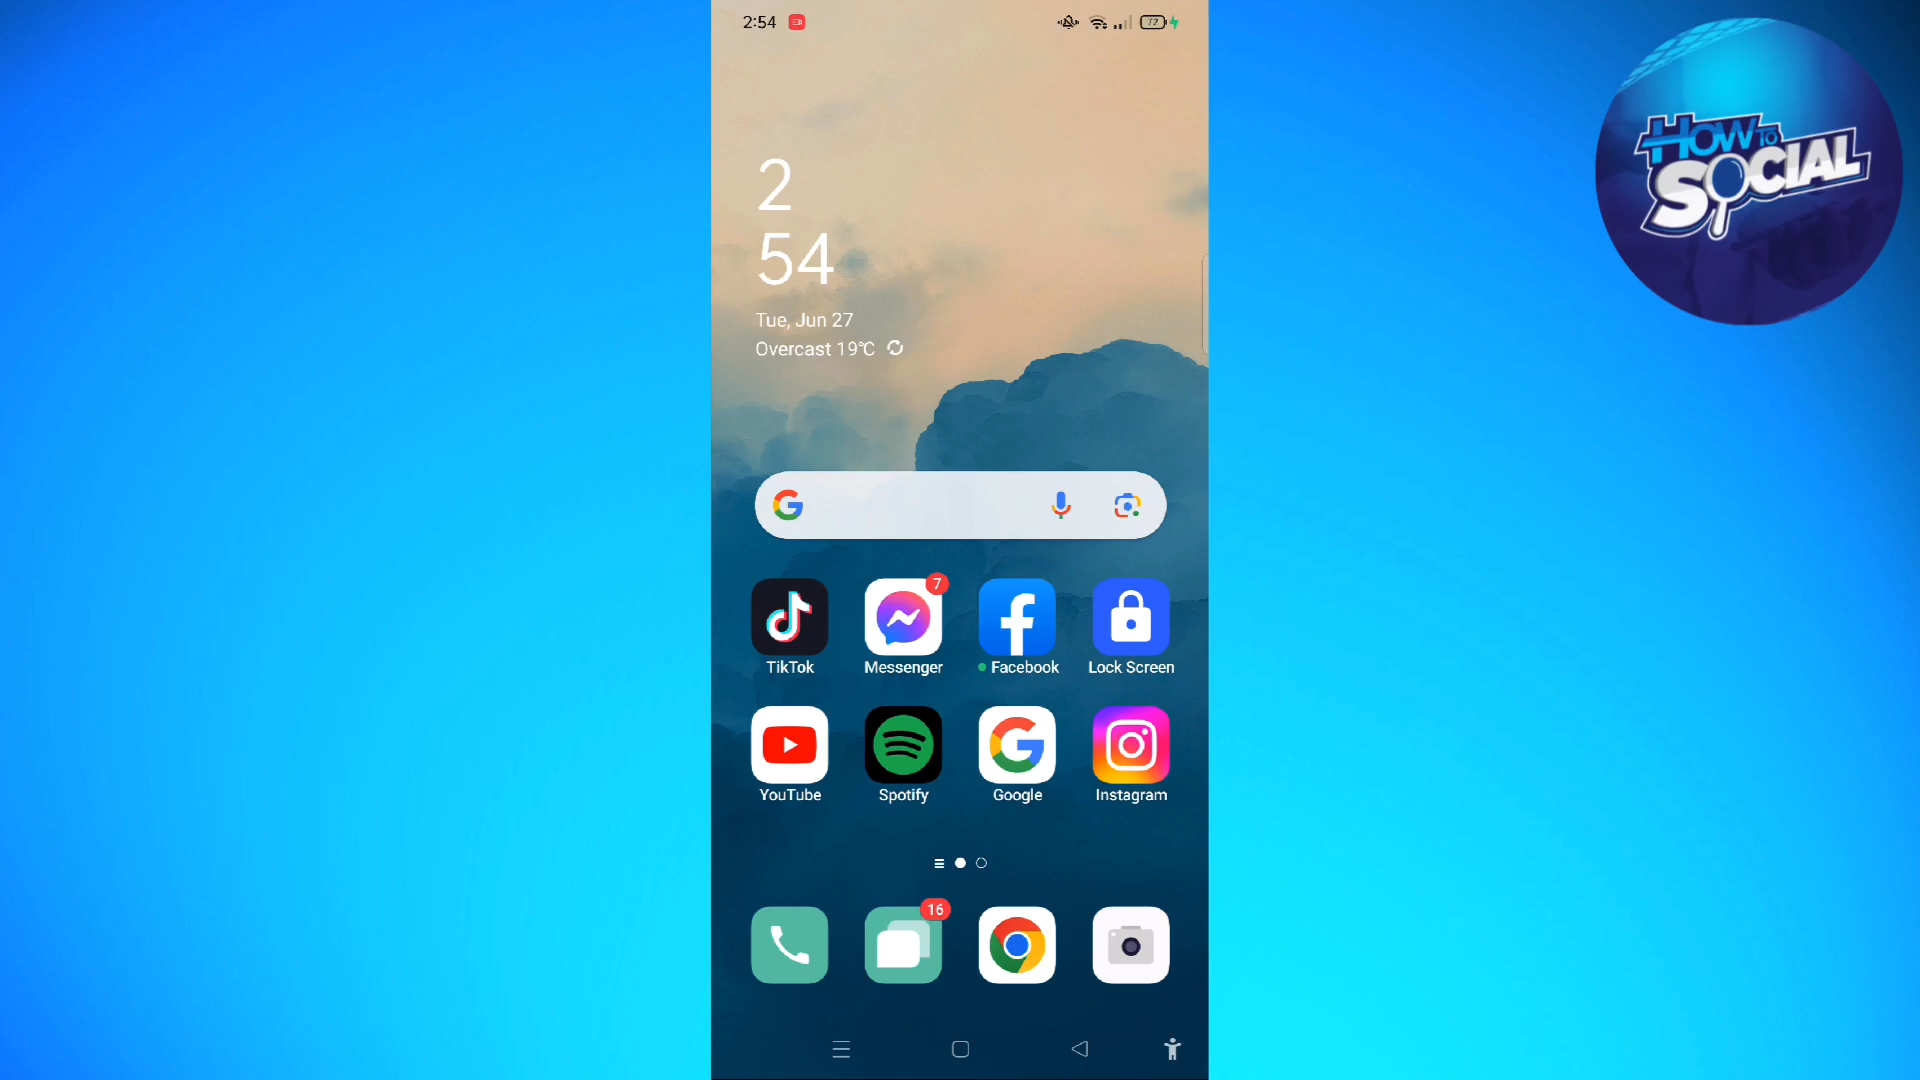 2:54
72
HOW TO
SOCIAL
2
54
Tue, Jun 27
Overcast 19°C
7
TikTok
Messenger
Facebook
Lock Screen
YouTube
Spotify
Google
Instagram
16